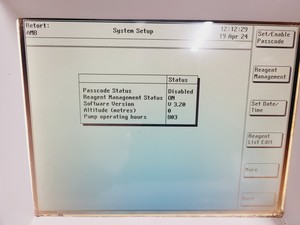 Retort:
AMB
System Setup
12:12:29
19 Apr 24
Status
Passcode Status Disabled
Reagent Management Status ON
Software Version V 3.20
Altitude (metres) 0
Pump operating hours 803
Set/Enable
Passcode
Reagent
Management
Set Date/
Time
Reagent
List Edit
More
Back